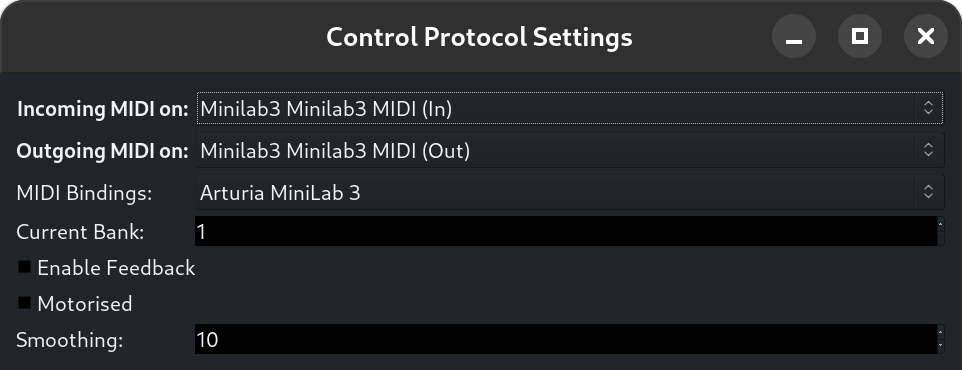 Control Protocol Settings
Incoming MIDI on: Minilab3 Minilab3 MIDI (In)
Outgoing MIDI on: Minilab3 Minilab3 MIDI (Out)
MIDI Bindings: Arturia MiniLab 3
Current Bank: 1
Enable Feedback
Motorised
Smoothing: 10